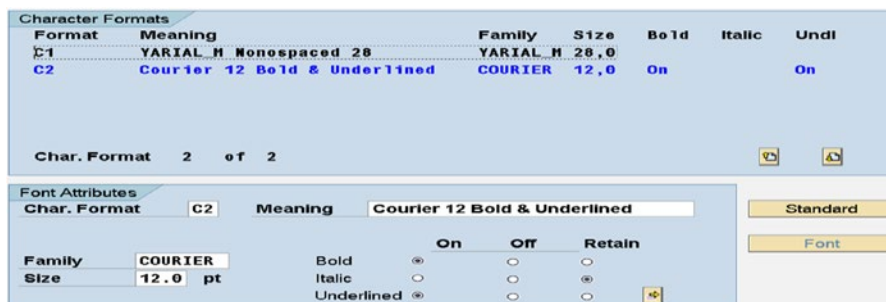 Character Formats
Format Meaning Family Size Bold Italic Undl
C1 YARIAL_M Monospaced 28 YARIAL_M 28,0
C2 Courier 12 Bold & Underlined COURIER 12,0 On On
Char. Format 2 of 2
Font Attributes
Char. Format C2 Meaning Courier 12 Bold & Underlined Standard
On Off Retain Font
Family COURIER Bold
Size 12.0 pt Italic
Underlined